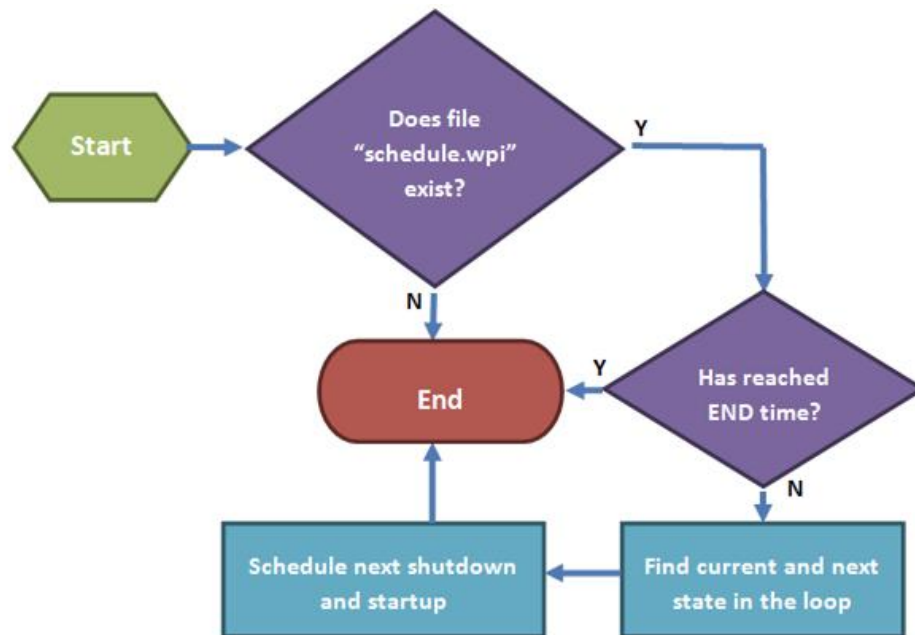 Start
Does file
“schedule.wpi”
exist?
Y
N
End
Y
Has reached
END time?
N
Schedule next shutdown
and startup
Find current and next
state in the loop